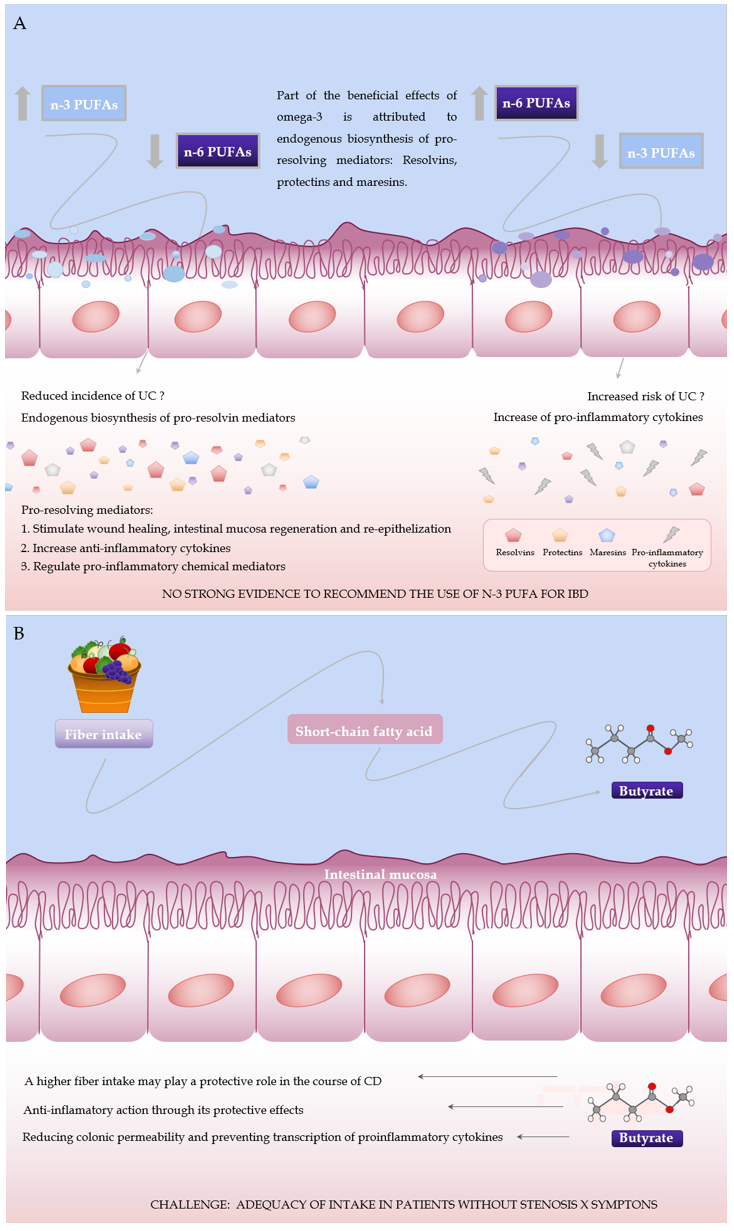 A
n-3 PUFAs
n-6 PUFAs
Part of the beneficial effects of
omega-3 is attributed to
endogenous biosynthesis of pro-
resolving mediators: Resolvins,
protectins and maresins.
n-6 PUFAs
n-3 PUFAs
Reduced incidence of UC ?
Endogenous biosynthesis of pro-resolvin mediators
Increased risk of UC ?
Increase of pro-inflammatory cytokines
Pro-resolving mediators:
1. Stimulate wound healing, intestinal mucosa regeneration and re-epithelization
2. Increase anti-inflammatory cytokines
3. Regulate pro-inflammatory chemical mediators
Resolvins
Protectins
Maresins
Pro-inflammatory
cytokines
NO STRONG EVIDENCE TO RECOMMEND THE USE OF N-3 PUFA FOR IBD
B
Fiber intake
Short-chain fatty acid
Butyrate
Intestinal mucosa
A higher fiber intake may play a protective role in the course of CD
Anti-inflamatory action through its protective effects
Reducing colonic permeability and preventing transcription of proinflammatory cytokines
Butyrate
CHALLENGE: ADEQUACY OF INTAKE IN PATIENTS WITHOUT STENOSIS X SYMPTONS